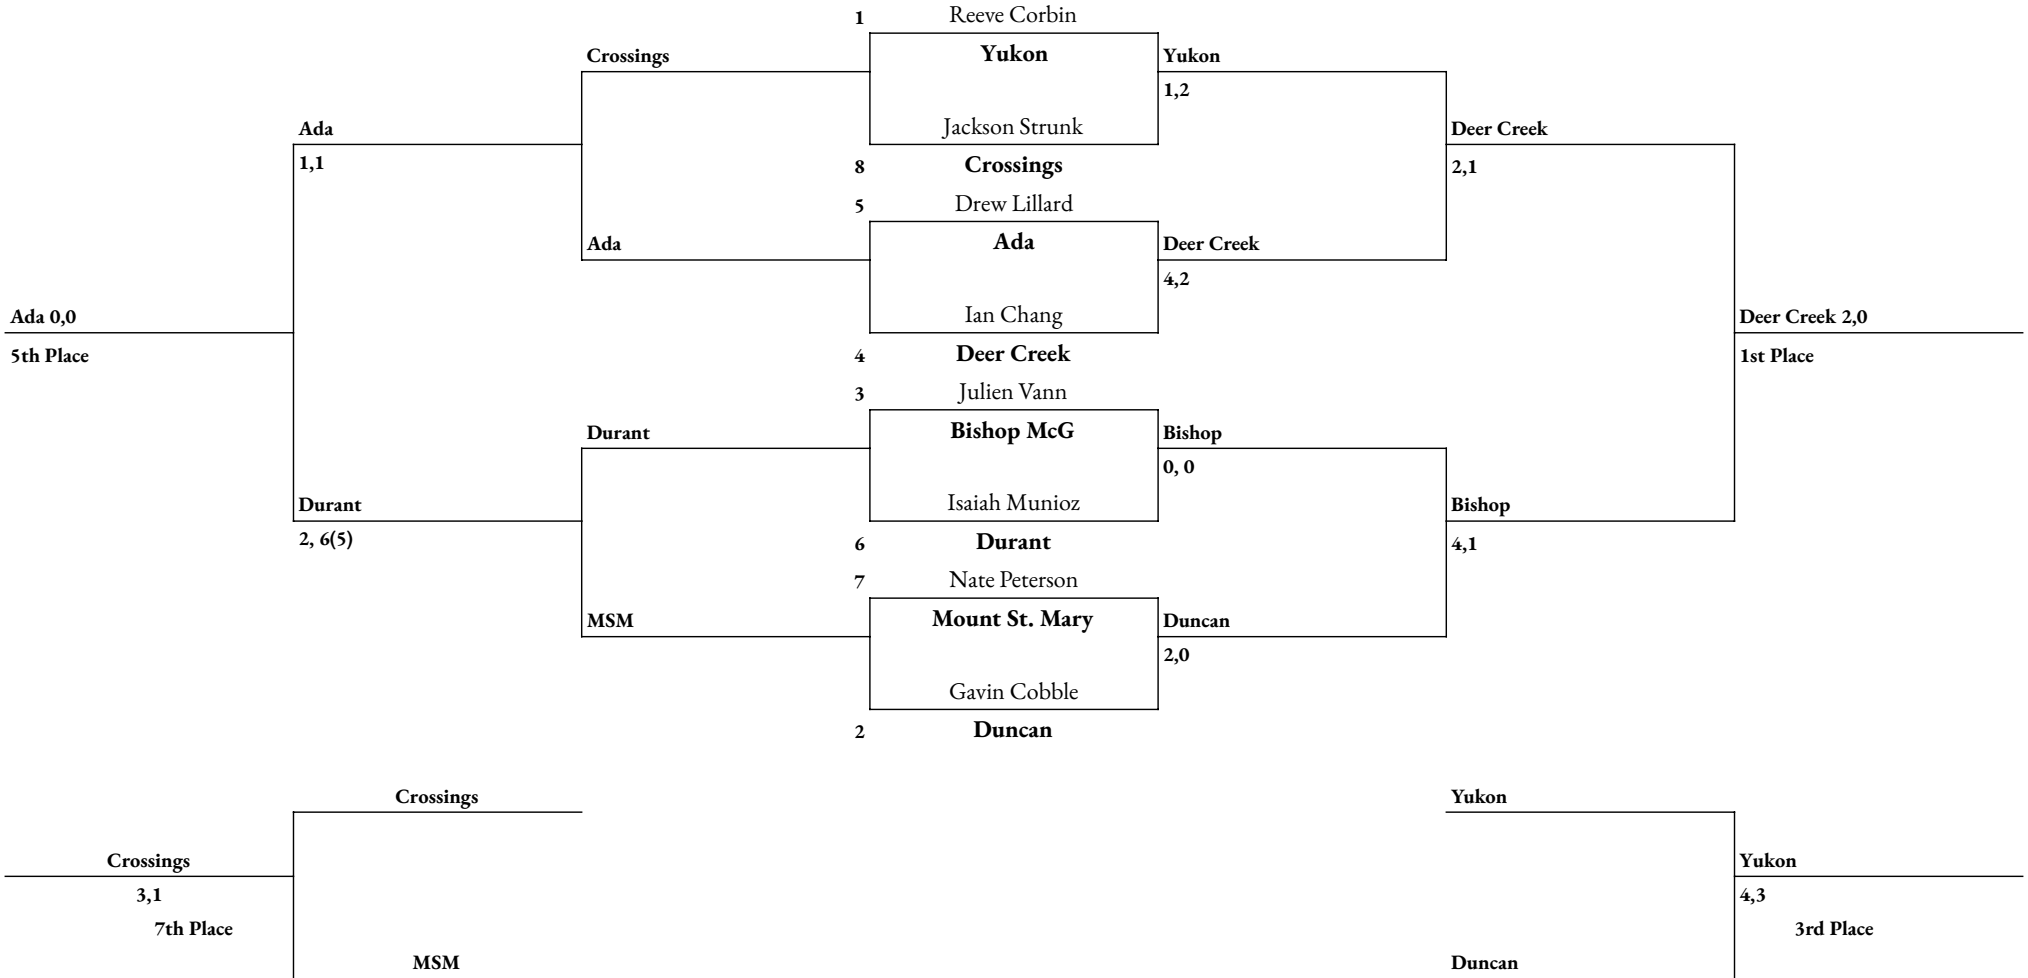 1 Reeve Corbin
Crossings Yukon Yukon
1,2
Ada Jackson Strunk Deer Creek
1,1 8 Crossings 2,1
5 Drew Lillard
Ada Ada Deer Creek
4,2
Ada 0,0 Ian Chang Deer Creek 2,0
5th Place 4 Deer Creek 1st Place
3 Julien Vann
Durant Bishop McG Bishop
0, 0
Durant Isaiah Munioz Bishop
2, 6(5) 6 Durant 4,1
7 Nate Peterson
MSM Mount St. Mary Duncan
2,0
Gavin Cobble
2 Duncan
Crossings Yukon
Crossings Yukon
3,1 4,3
7th Place 3rd Place
MSM Duncan